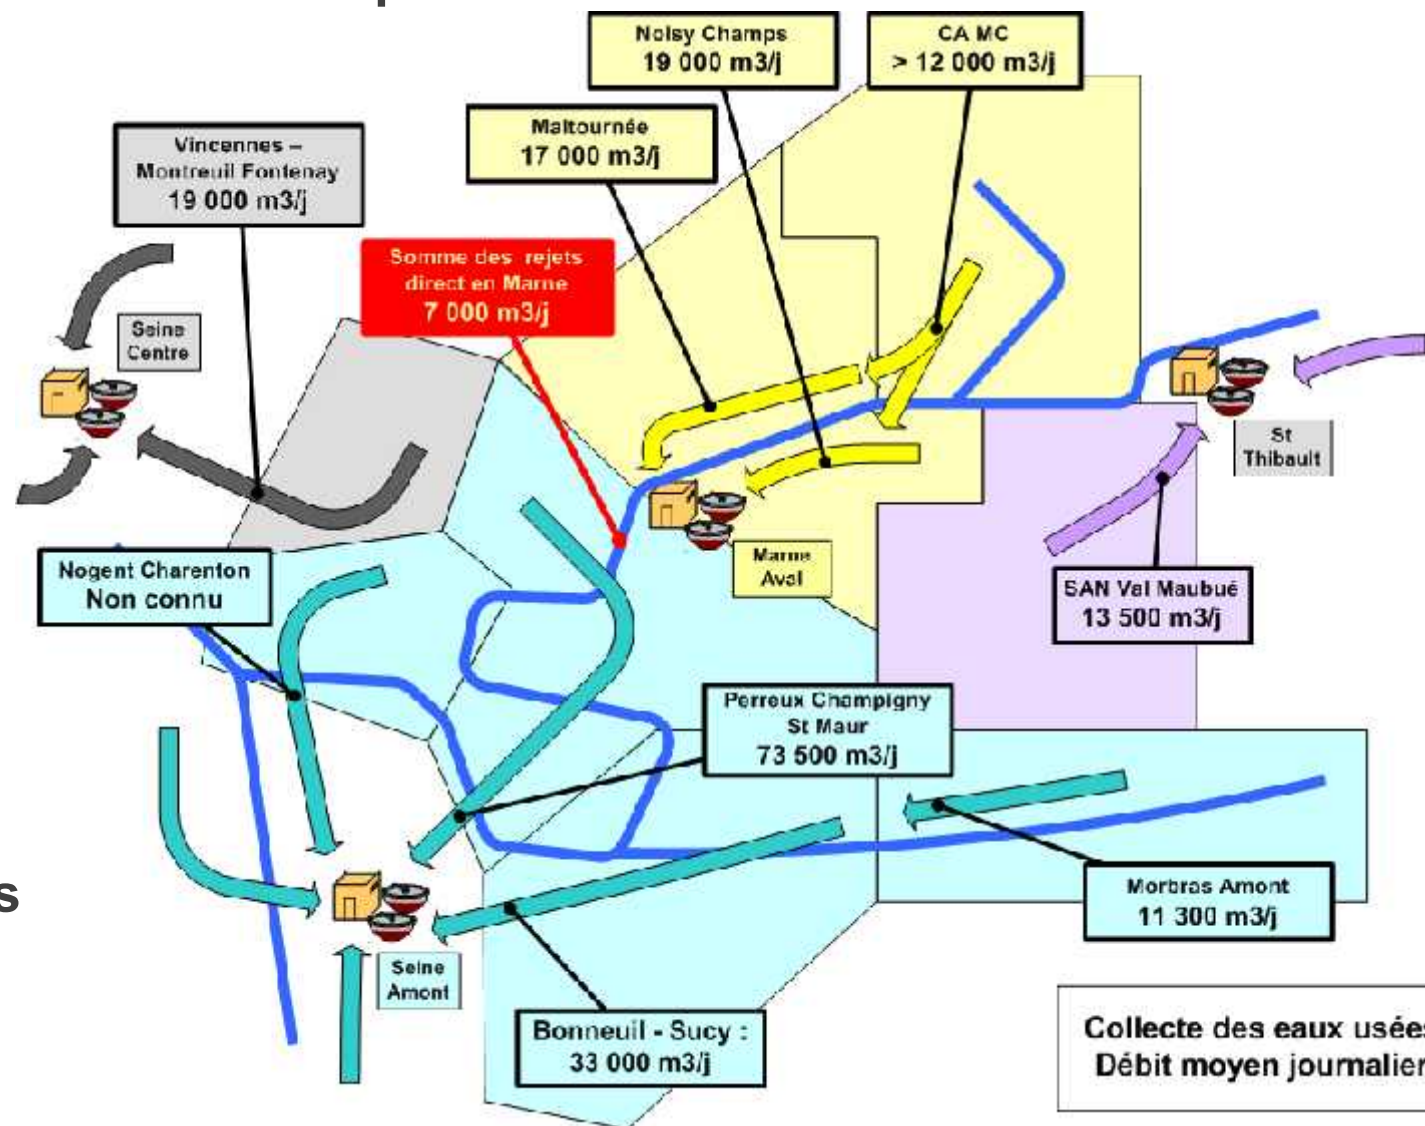 Noisy Champs
19 000 m3/j
CA MC
> 12 000 m3/j
Maltournée
17 000 m3/j
Vincennes –
Montreuil Fontenay
19 000 m3/j
Somme des rejets
direct en Marne
7 000 m3/j
Seine
Centre
St
Thibault
Marne
Aval
Nogent Charenton
Non connu
SAN Val Maubué
13 500 m3/j
Perreux Champigny
St Maur
73 500 m3/j
Morbras Amont
11 300 m3/j
s
Seine
Amont
Bonneuil - Sucy :
33 000 m3/j
Collecte des eaux usées
Débit moyen journalier